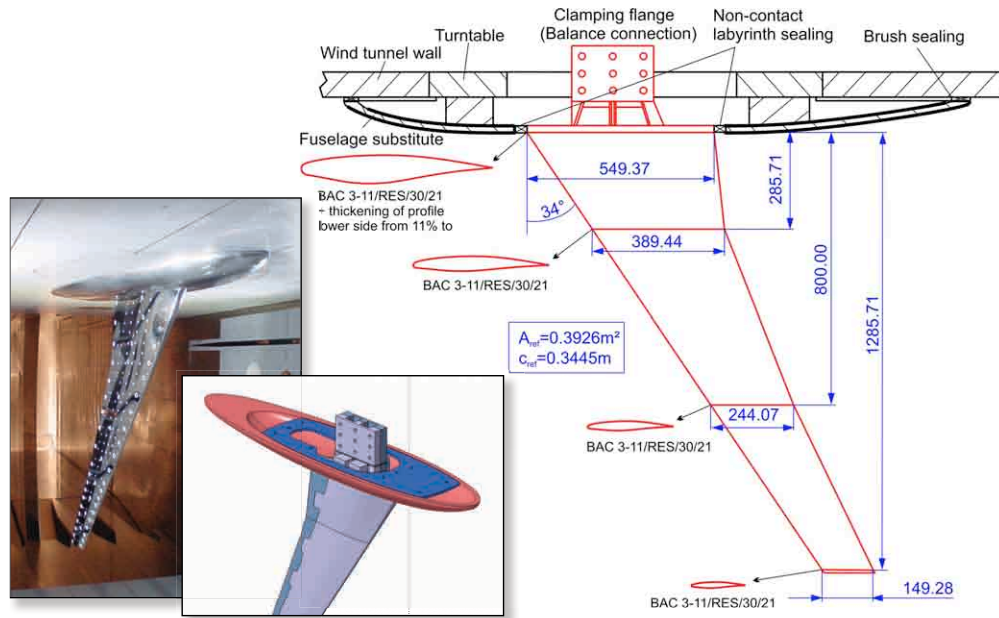 Clamping flange
(Balance connection)
Non-contact
labyrinth sealing
Brush sealing
Turntable
Wind tunnel wall
Fuselage substitute
BAC 3-11/RES/30/21
+ thickening of profile
lower side from 11% to
549.37
34°
285.71
389.44
BAC 3-11/RES/30/21
800.00
1285.71
Aref=0.3926m²
cref=0.3445m
244.07
BAC 3-11/RES/30/21
149.28
BAC 3-11/RES/30/21